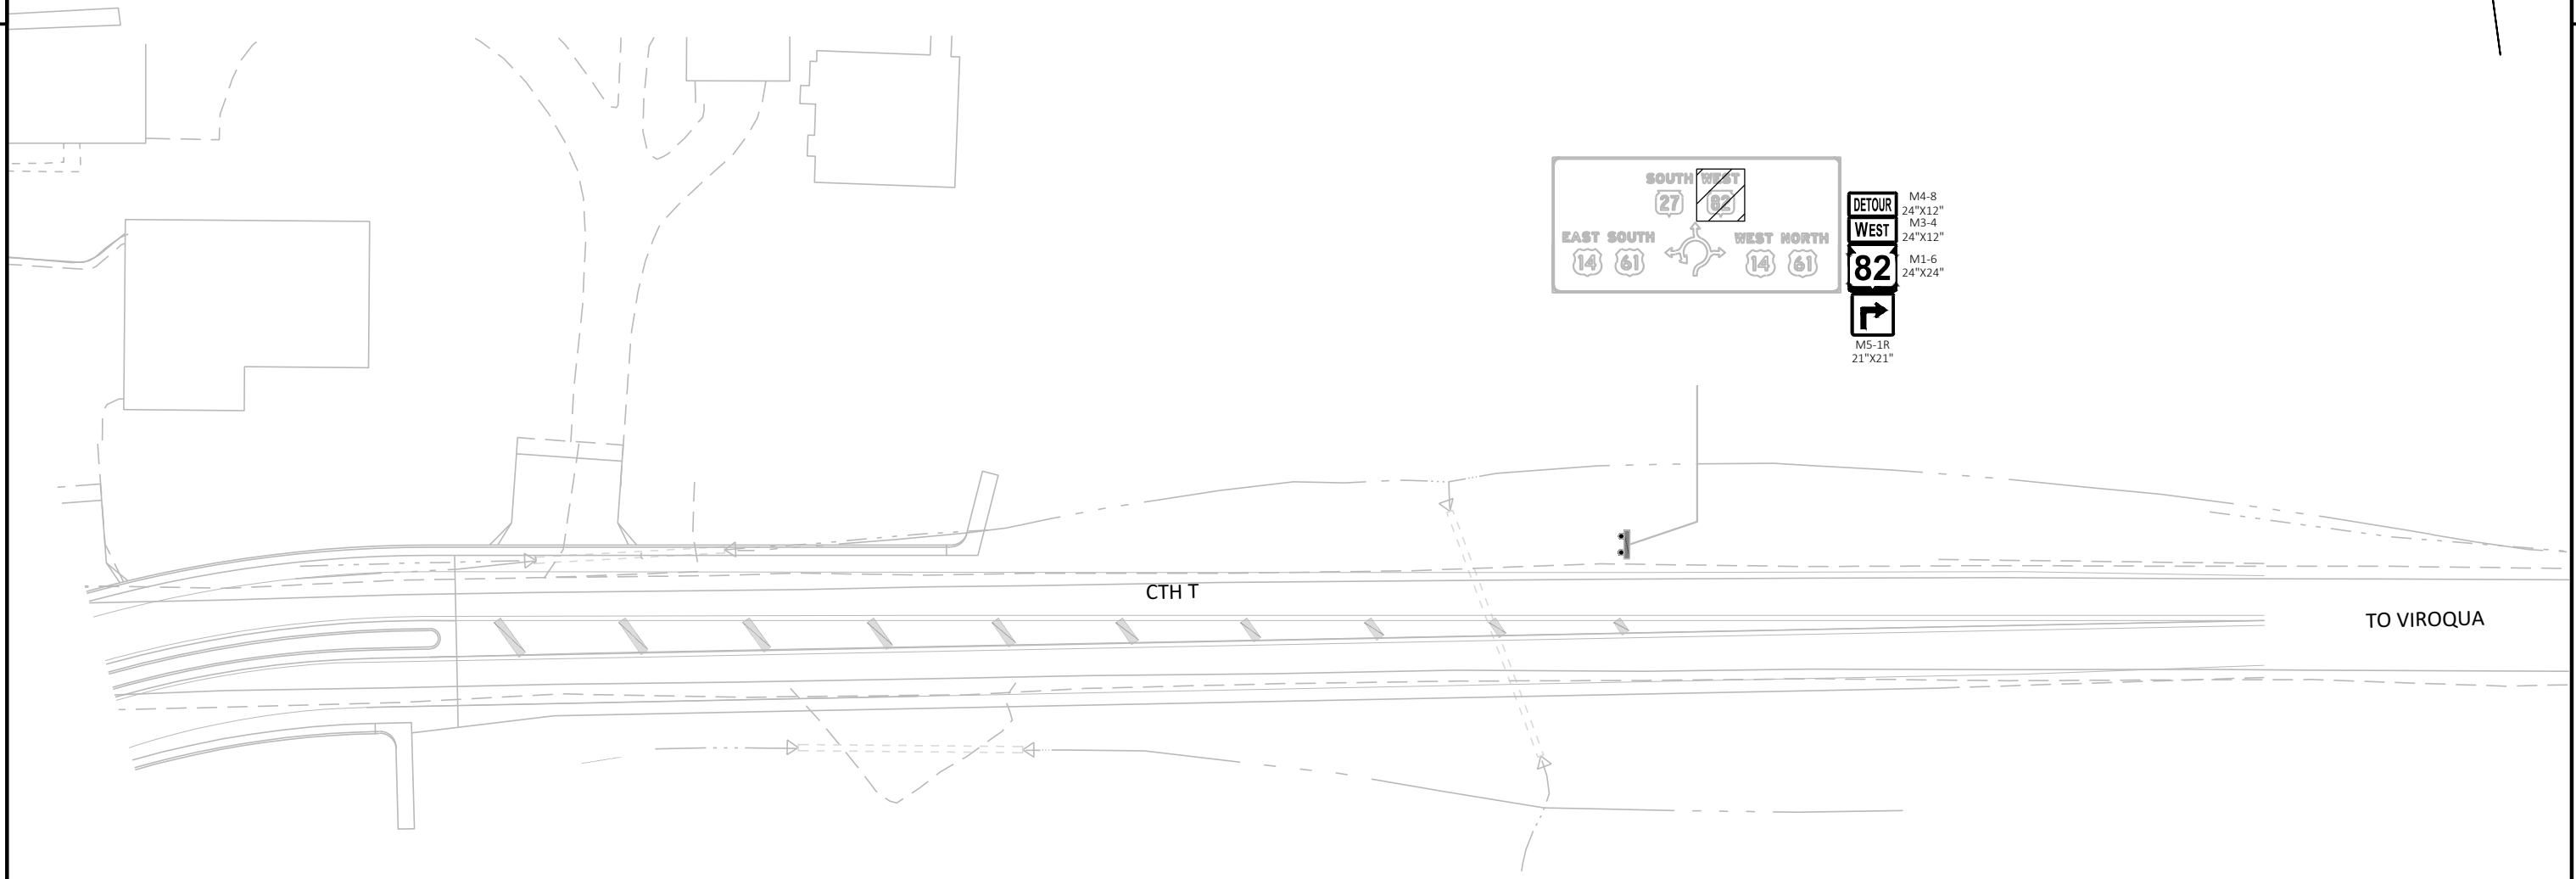 SOUTH WEST
27 82
EAST SOUTH WEST NORTH
14 61 14 61
DETOUR
M4-8
24"X12"
WEST
M3-4
24"X12"
82
M1-6
24"X24"
M5-1R
21"X21"
CTH T
TO VIROQUA